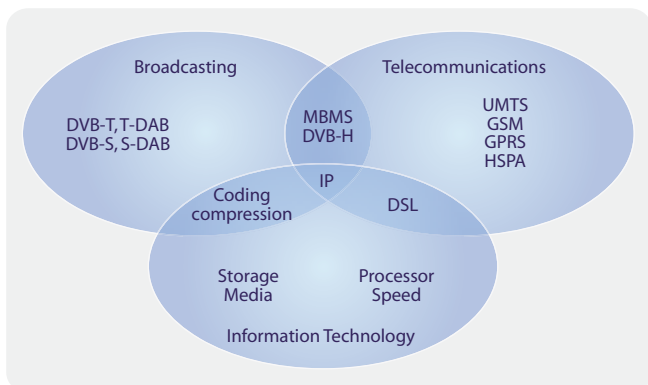 Broadcasting
Telecommunications
DVB-T, T-DAB
DVB-S, S-DAB
MBMS
DVB-H
UMTS
GSM
GPRS
HSPA
IP
Coding
compression
DSL
Storage
Media
Processor
Speed
Information Technology